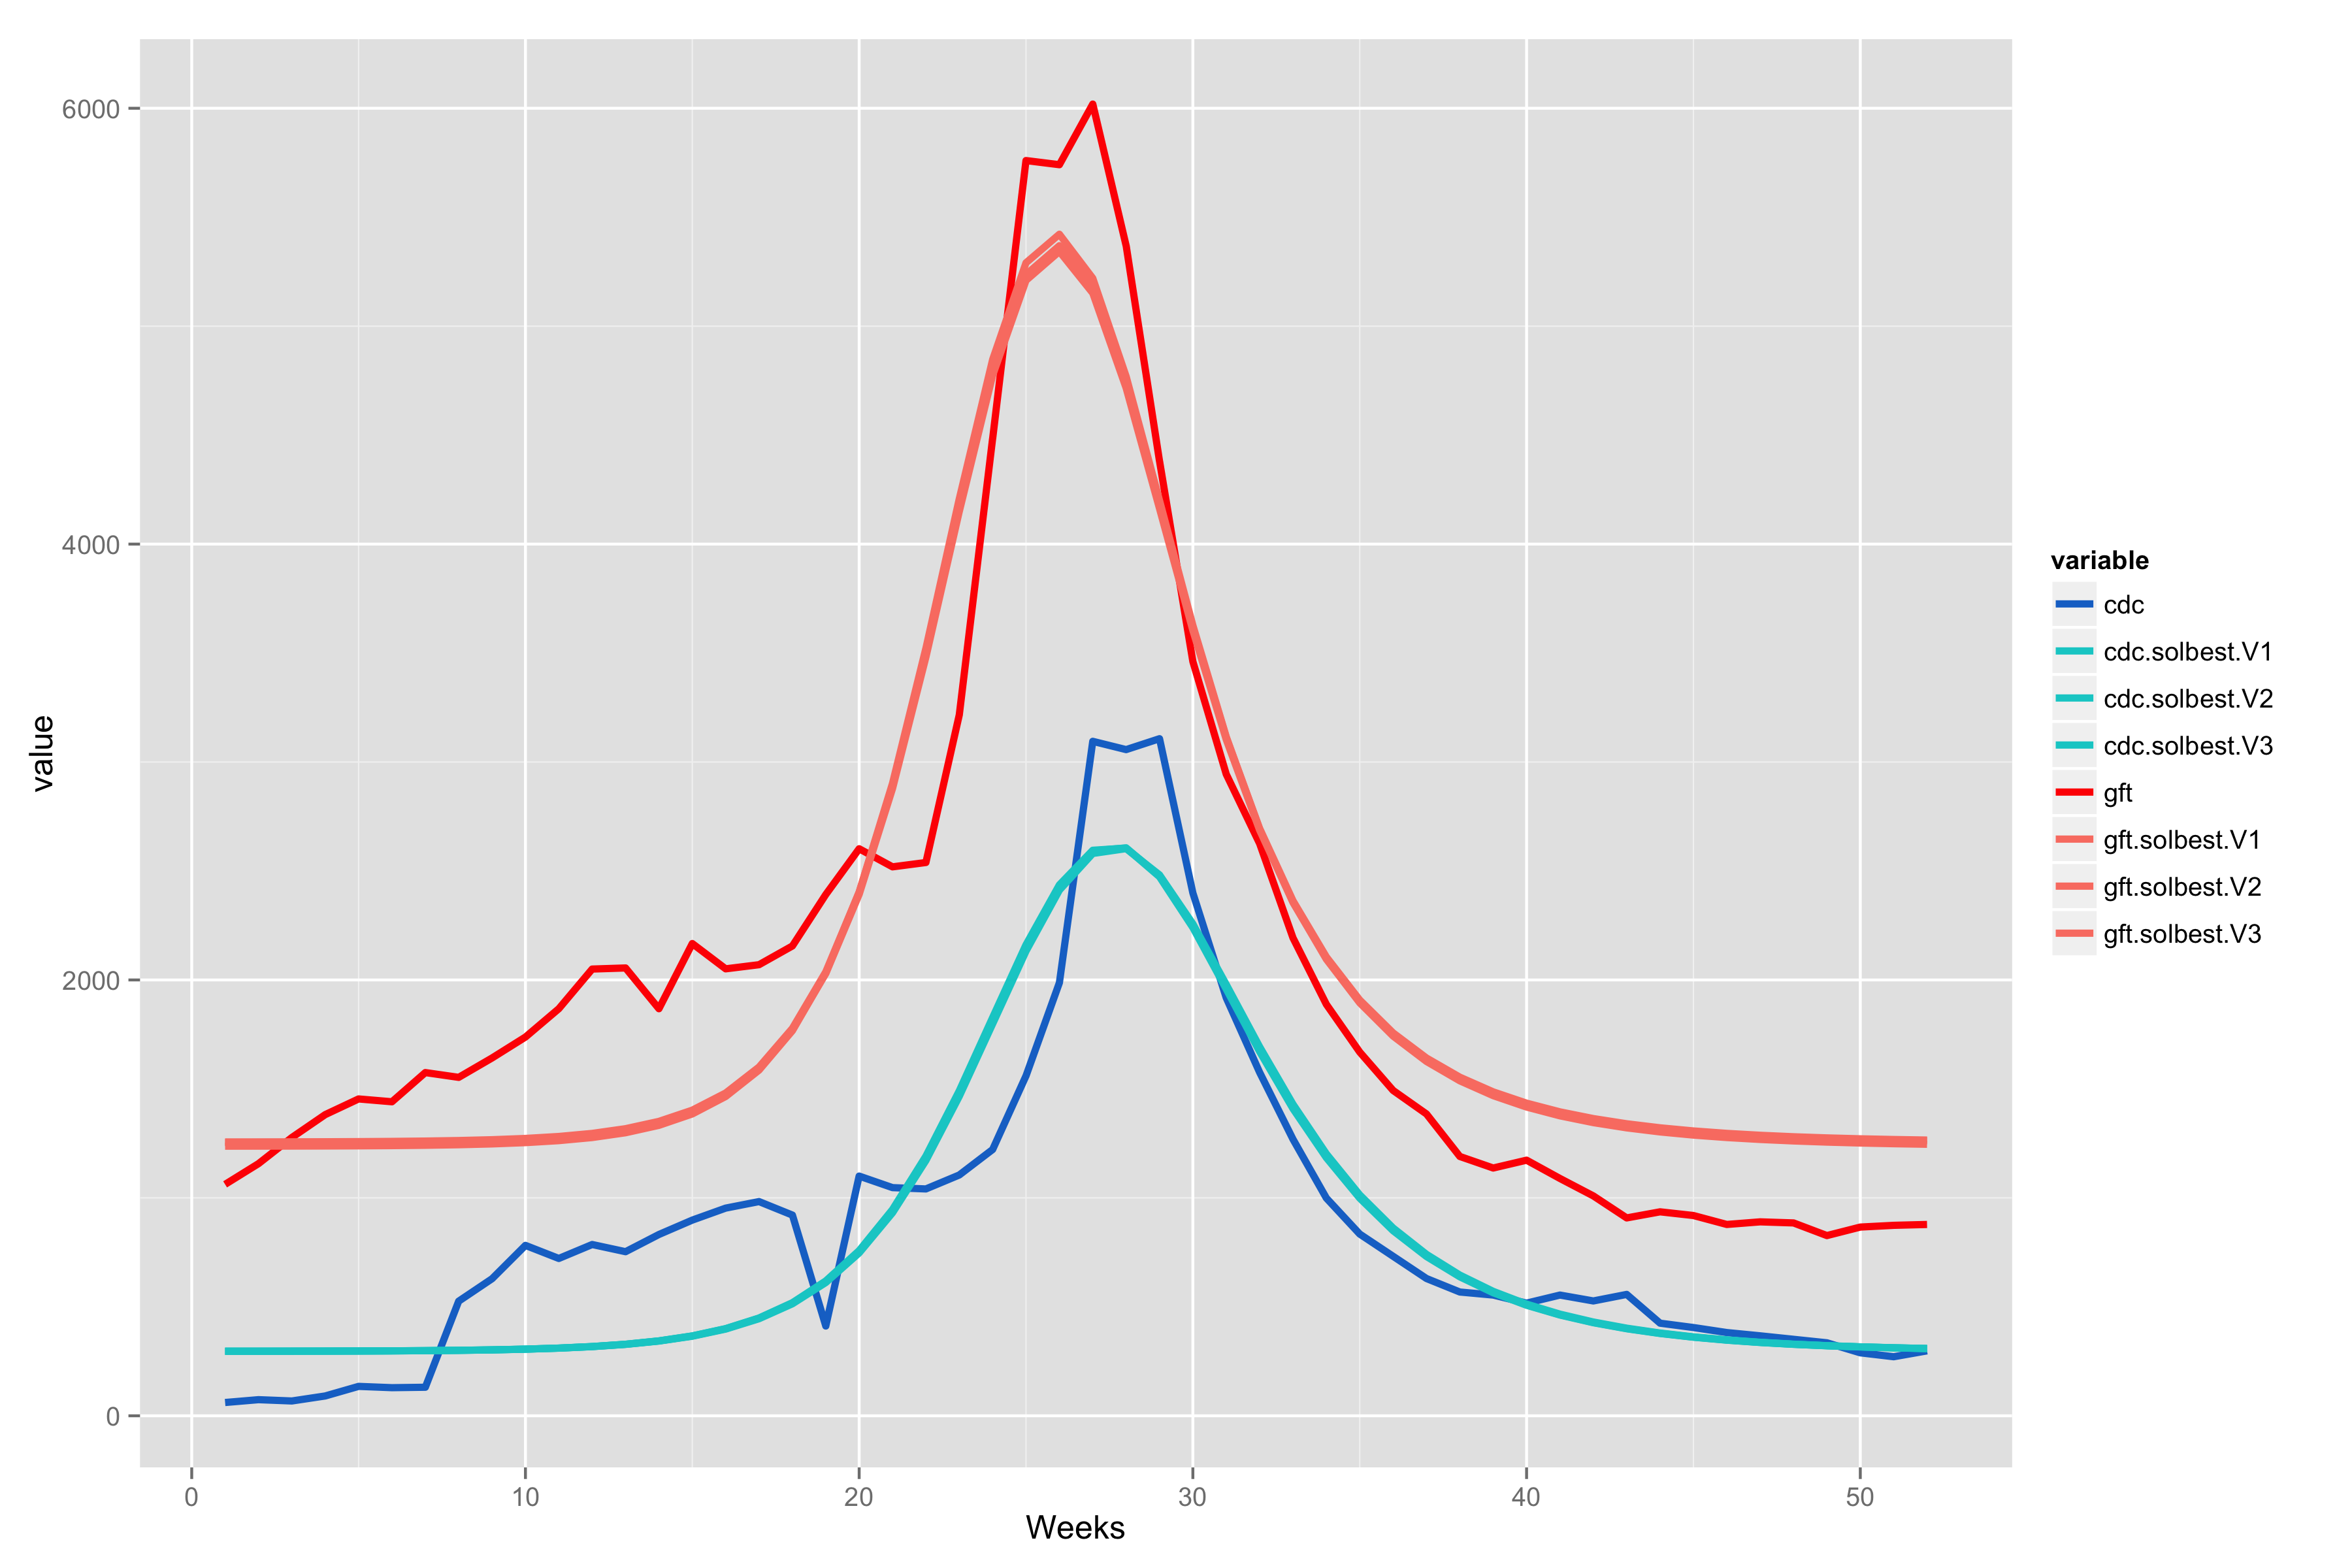 6000
4000
2000
0
value
0 10 20 30 40 50
Weeks
variable
cdc
cdc.solbest.V1
cdc.solbest.V2
cdc.solbest.V3
gft
gft.solbest.V1
gft.solbest.V2
gft.solbest.V3